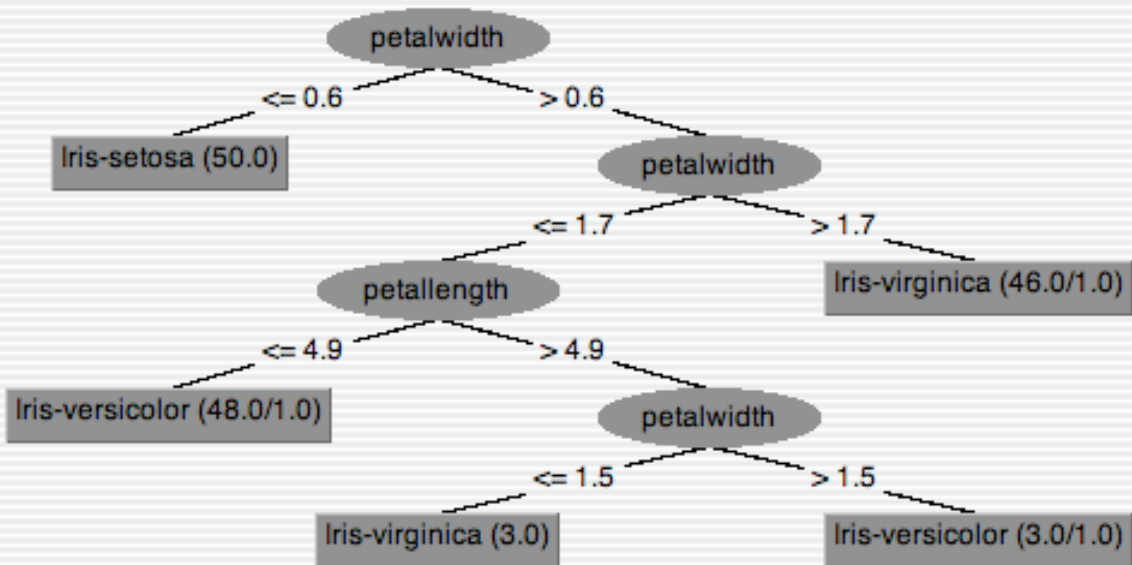 petalwidth
<= 0.6
> 0.6
Iris-setosa (50.0)
petalwidth
<= 1.7
> 1.7
petallength
Iris-virginica (46.0/1.0)
<= 4.9
> 4.9
Iris-versicolor (48.0/1.0)
petalwidth
<= 1.5
> 1.5
Iris-virginica (3.0)
Iris-versicolor (3.0/1.0)